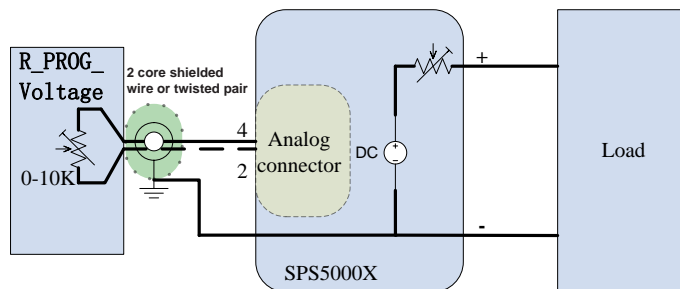 R_PROG_
Voltage
0-10K
2 core shielded
wire or twisted pair
4
2
Analog
connector
DC
+
-
SPS5000X
Load